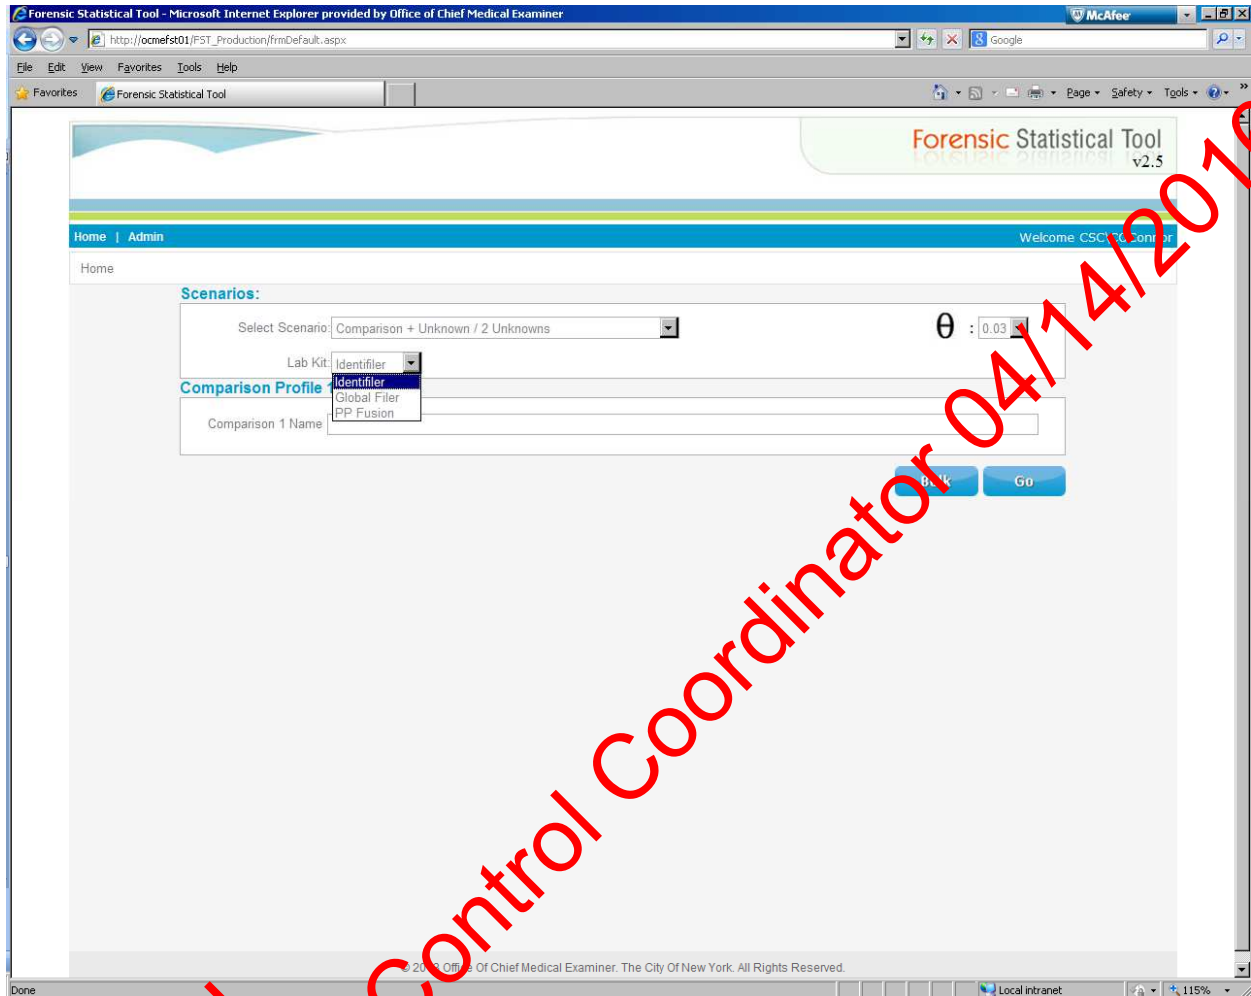 Forensic Statistical Tool - Microsoft Internet Explorer provided by Office of Chief Medical Examiner
McAfee
http://ocmefst01/FST_Production/frmDefault.aspx
Google
File Edit View Favorites Tools Help
Favorites Forensic Statistical Tool
Page Safety Tools
Forensic Statistical Tool
v2.5
Home | Admin
Welcome
Home
Scenarios:
Select Scenario: Comparison + Unknown / 2 Unknowns
θ : 0.03
Lab Kit: Identifiler
Identifiler
Global Filer
PP Fusion
Comparison Profile 1
Comparison 1 Name
Bulk Go
Control Coordinator 04/14/201
Office Of Chief Medical Examiner. The City Of New York. All Rights Reserved.
Done
Local intranet
115%